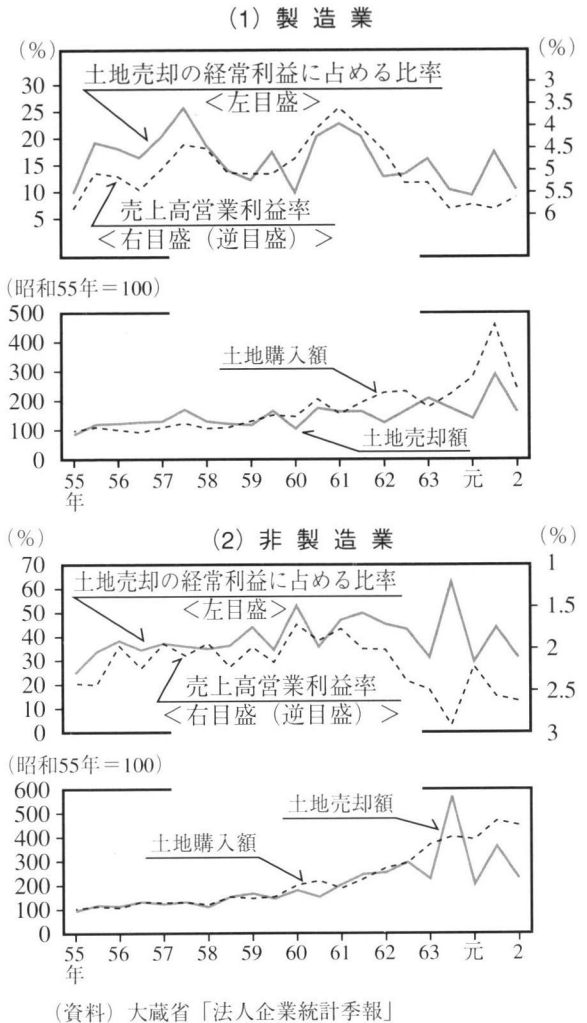 (1) 製造業
(%) (%)
土地売却の経常利益に占める比率
<左目盛>
30
25
20
15
10
5
3
3.5
4
4.5
5
5.5
6
売上高営業利益率
<右目盛(逆目盛)>
(昭和55年=100)
500
400
300
200
100
0
土地購入額
土地売却額
55 56 57 58 59 60 61 62 63 元 2
年
(2) 非製造業
(%) (%)
70
60
50
40
30
20
10
0
1
1.5
2
2.5
3
土地売却の経常利益に占める比率
<左目盛>
売上高営業利益率
<右目盛(逆目盛)>
(昭和55年=100)
600
500
400
300
200
100
0
土地売却額
土地購入額
55 56 57 58 59 60 61 62 63 元 2
年
(資料) 大蔵省「法人企業統計季報」